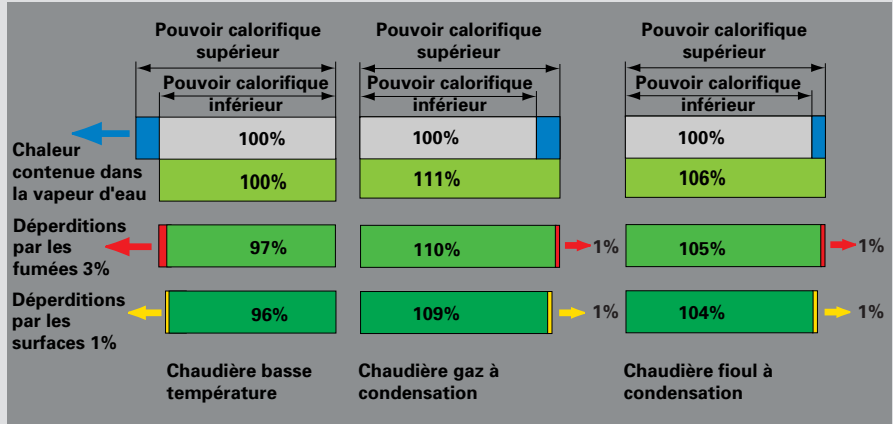 Pouvoir calorifique
supérieur
Pouvoir calorifique
supérieur
Pouvoir calorifique
supérieur
Pouvoir calorifique
inférieur
Pouvoir calorifique
inférieur
Pouvoir calorifique
inférieur
Chaleur
contenue dans
la vapeur d'eau
100%
100%
100%
100%
111%
106%
Déperditions
par les
fumées 3%
97%
110%
1%
105%
1%
Déperditions
par les
surfaces 1%
96%
109%
1%
104%
1%
Chaudière basse
température
Chaudière gaz à
condensation
Chaudière fioul à
condensation